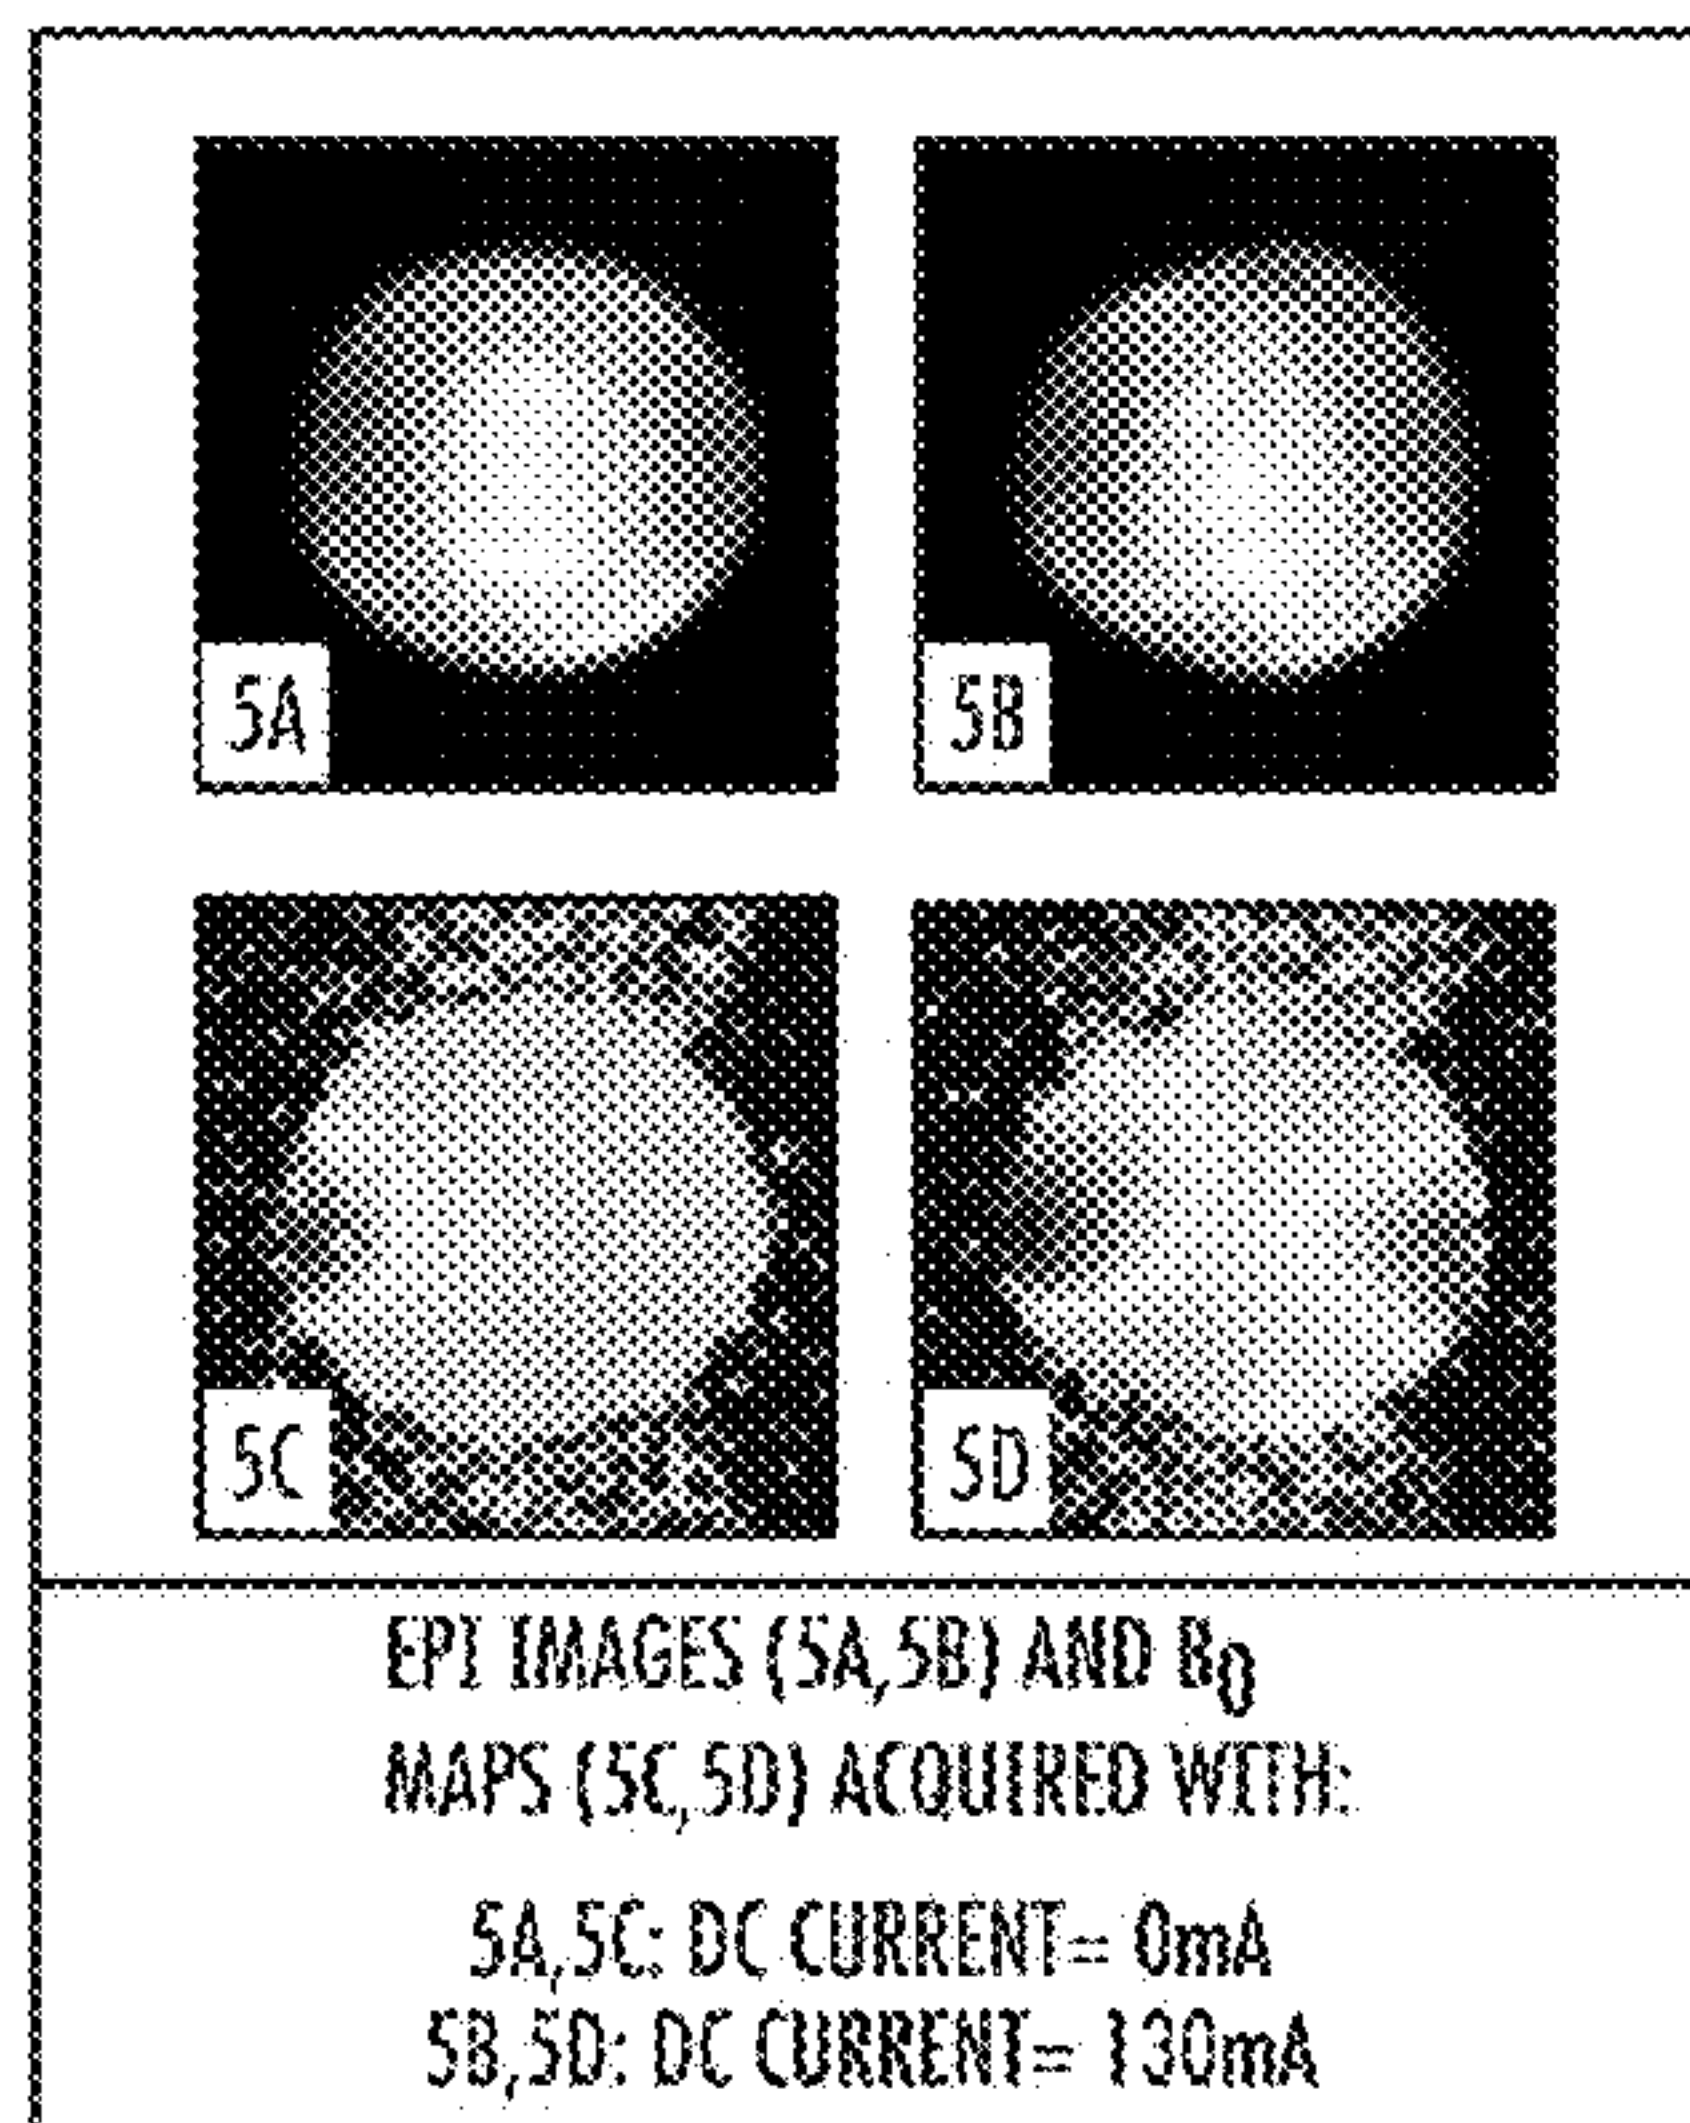 5A
5B
5C
5D
EPI IMAGES (5A,5B) AND B0
MAPS (5C,5D) ACQUIRED WITH:
5A,5C: DC CURRENT= 0mA
5B,5D: DC CURRENT= 130mA